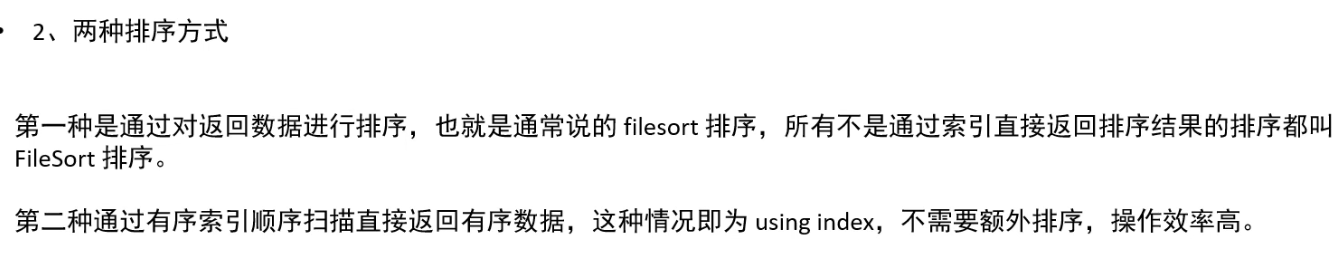 • 2、两种排序方式
第一种是通过对返回数据进行排序，也就是通常说的 filesort 排序，所有不是通过索引直接返回排序结果的排序都叫
FileSort 排序。
第二种通过有序索引顺序扫描直接返回有序数据，这种情况即为 using index，不需要额外排序，操作效率高。